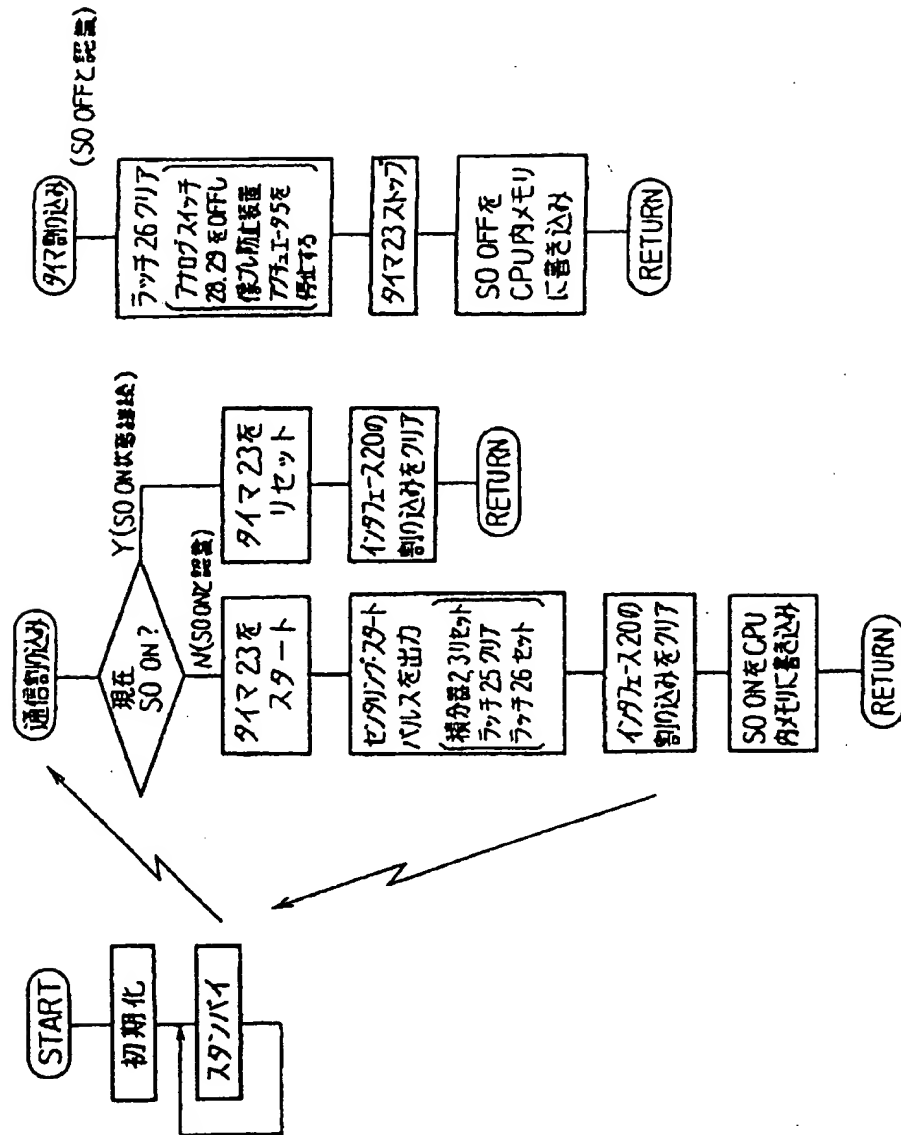 START
初期化
スタンバイ
通信割り込み
現在
SO ON?
Y(SO ON状態継続)
N(SO ONと認識)
タイマ23を
スタート
センタリングスタート
パルスを出力
(積分器2,3リセット
ラッチ25クリア
ラッチ26セット)
インタフェース20の
割り込みをクリア
SO ONをCPU
内メモリに書き込み
RETURN
タイマ23を
リセット
インタフェース20の
割り込みをクリア
RETURN
タイマ割り込み
(SO OFFと認識)
ラッチ26クリア
(アナログスイッチ
28,29をOFFし
像ブレ防止装置
アクチュエータ5を
停止する)
タイマ23ストップ
SO OFFを
CPU内メモリ
に書き込み
RETURN